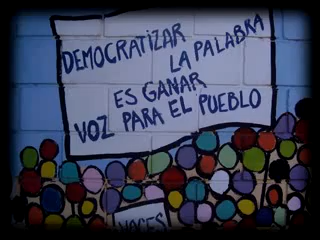 DEMOCRATIZAR
LA PALABRA
ES GANAR
VOZ PARA EL PUEBLO
VOCES